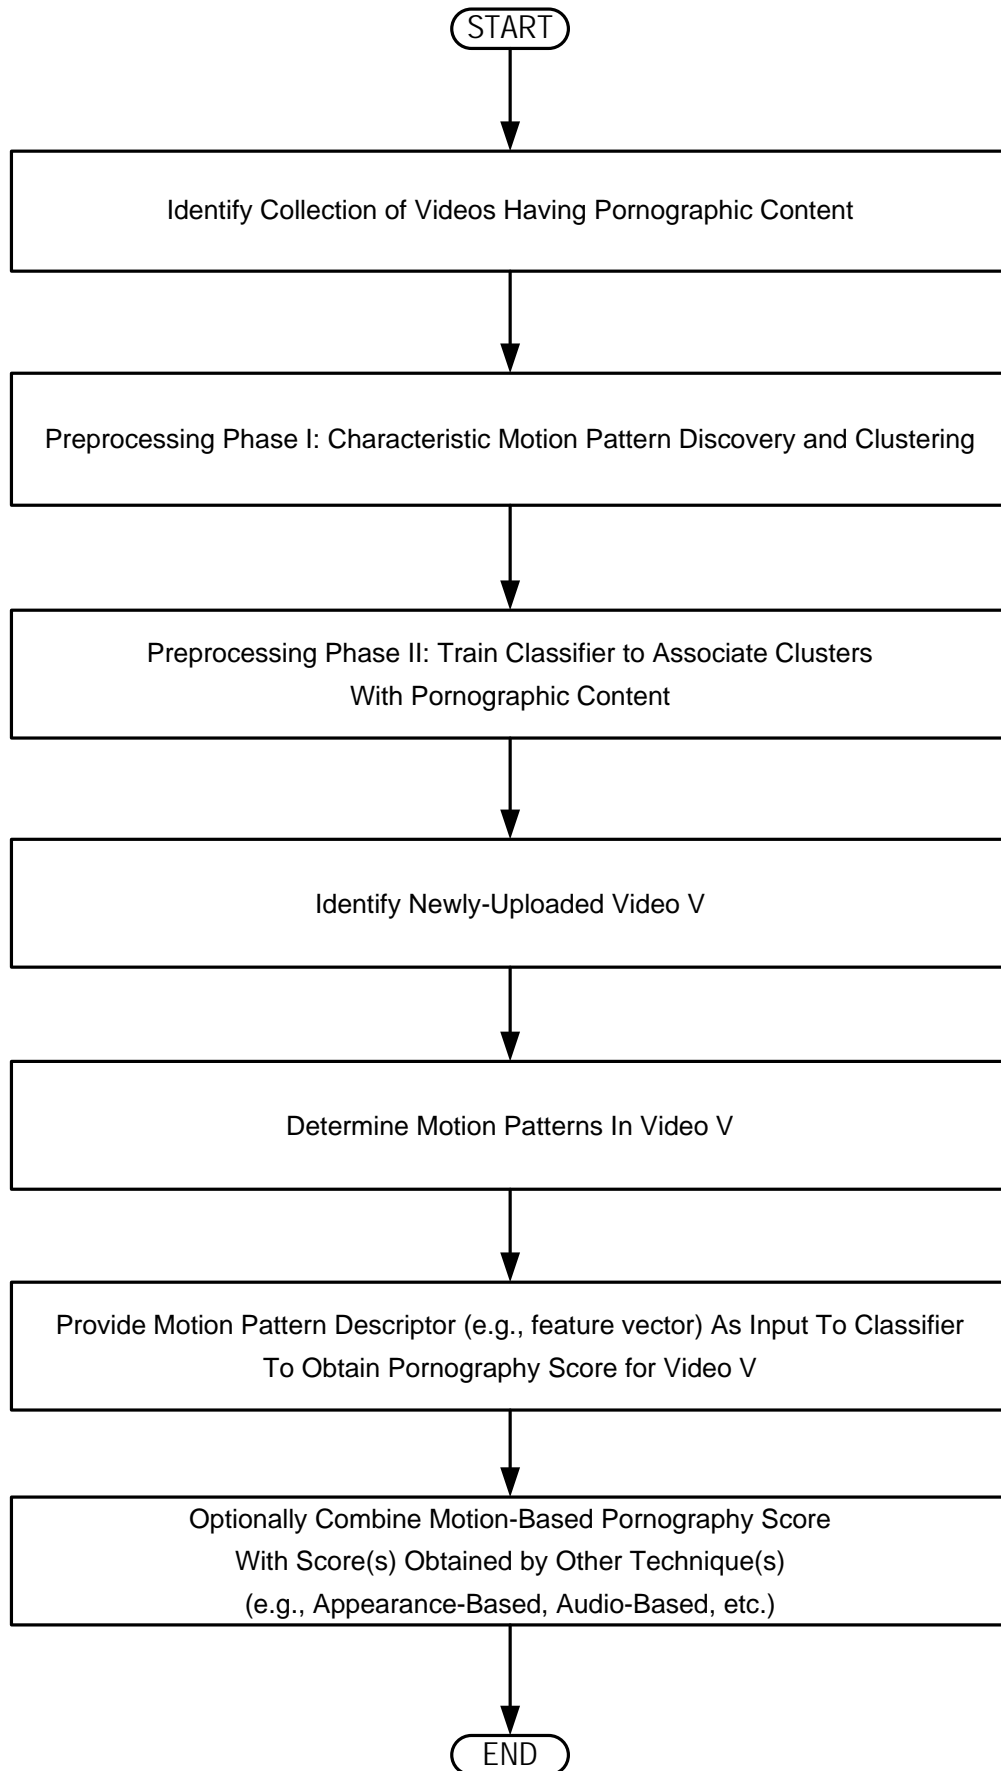 START
Identify Collection of Videos Having Pornographic Content
Preprocessing Phase I: Characteristic Motion Pattern Discovery and Clustering
Preprocessing Phase II: Train Classifier to Associate Clusters
With Pornographic Content
Identify Newly-Uploaded Video V
Determine Motion Patterns In Video V
Provide Motion Pattern Descriptor (e.g., feature vector) As Input To Classifier
To Obtain Pornography Score for Video V
Optionally Combine Motion-Based Pornography Score
With Score(s) Obtained by Other Technique(s)
(e.g., Appearance-Based, Audio-Based, etc.)
END